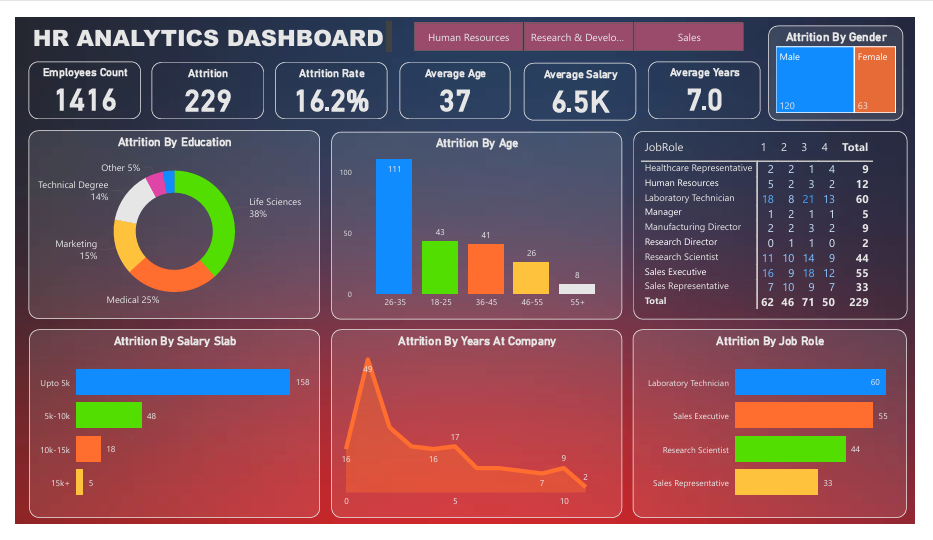 HR ANALYTICS DASHBOARD
Human Resources
Research & Develo...
Sales
Employees Count
1416
Attrition
229
Attrition Rate
16.2%
Average Age
37
Average Salary
6.5K
Average Years
7.0
Attrition By Gender
Male
Female
120
63
Attrition By Education
Other 5%
Technical Degree
14%
Life Sciences
38%
Marketing
15%
Medical 25%
Attrition By Age
100
50
0
111
43
41
26
8
26-35
18-25
36-45
46-55
55+
JobRole 1 2 3 4 Total
Healthcare Representative 2 2 1 4 9
Human Resources 5 2 3 2 12
Laboratory Technician 18 8 21 13 60
Manager 1 2 1 1 5
Manufacturing Director 2 2 3 2 9
Research Director 0 1 1 0 2
Research Scientist 11 10 14 9 44
Sales Executive 16 9 18 12 55
Sales Representative 7 10 9 7 33
Total 62 46 71 50 229
Attrition By Salary Slab
Upto 5k 158
5k-10k 48
10k-15k 18
15k+ 5
Attrition By Years At Company
49
16
16
17
7
9
2
0
5
10
Attrition By Job Role
Laboratory Technician 60
Sales Executive 55
Research Scientist 44
Sales Representative 33